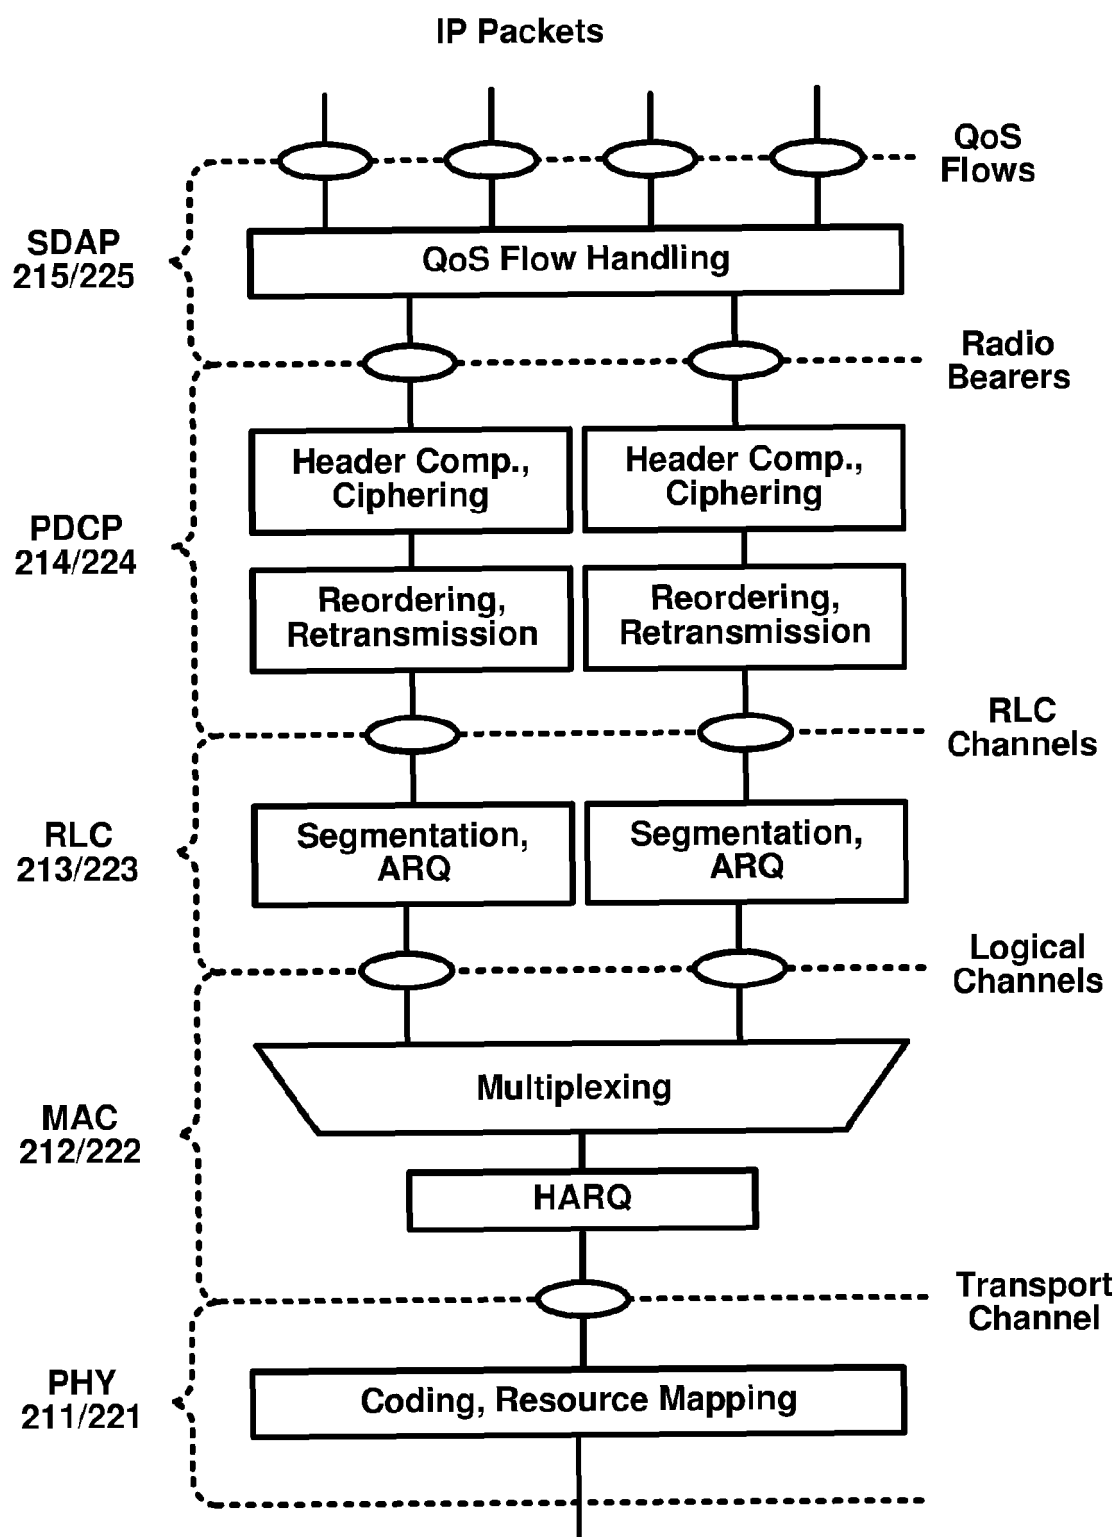 IP Packets
QoS
Flows
SDAP
215/225
QoS Flow Handling
Radio
Bearers
Header Comp.,
Ciphering
Header Comp.,
Ciphering
PDCP
214/224
Reordering,
Retransmission
Reordering,
Retransmission
RLC
Channels
RLC
213/223
Segmentation,
ARQ
Segmentation,
ARQ
Logical
Channels
Multiplexing
MAC
212/222
HARQ
Transport
Channel
PHY
211/221
Coding, Resource Mapping